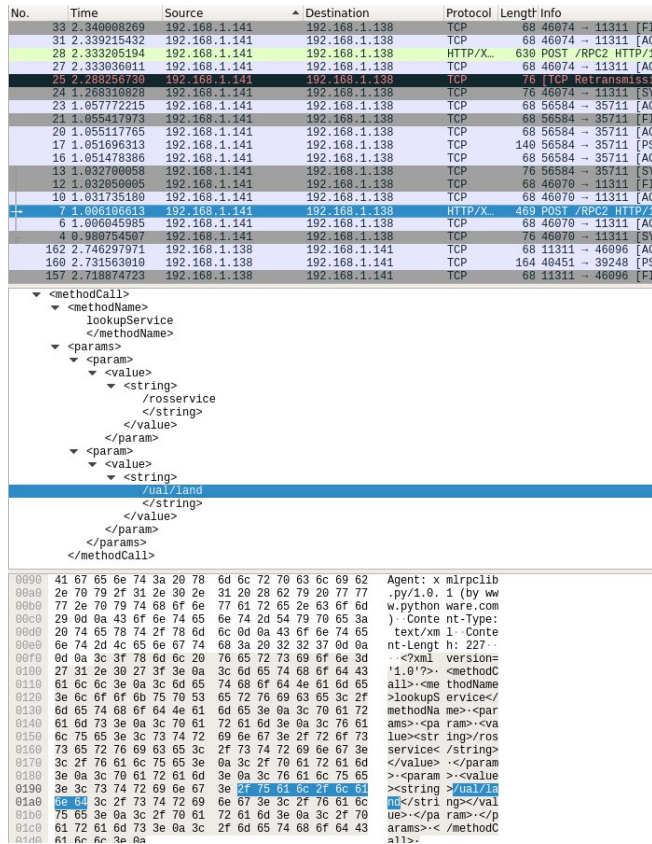 No. Time Source Destination Protocol Length Info
33 2.340008269 192.168.1.141 192.168.1.138 TCP 68 46074 → 11311 [FI
31 2.339215432 192.168.1.141 192.168.1.138 TCP 68 46074 → 11311 [AC
28 2.333205194 192.168.1.141 192.168.1.138 HTTP/X… 630 POST /RPC2 HTTP/1
27 2.333036011 192.168.1.141 192.168.1.138 TCP 68 46074 → 11311 [AC
25 2.288256730 192.168.1.141 192.168.1.138 TCP 76 [TCP Retransmissi
24 1.268310828 192.168.1.141 192.168.1.138 TCP 76 46074 → 11311 [SY
23 1.057772215 192.168.1.141 192.168.1.138 TCP 68 56584 → 35711 [AC
21 1.055417973 192.168.1.141 192.168.1.138 TCP 68 56584 → 35711 [FI
20 1.055117765 192.168.1.141 192.168.1.138 TCP 68 56584 → 35711 [AC
17 1.051696313 192.168.1.141 192.168.1.138 TCP 140 56584 → 35711 [PS
16 1.051478386 192.168.1.141 192.168.1.138 TCP 68 56584 → 35711 [AC
13 1.032700058 192.168.1.141 192.168.1.138 TCP 76 56584 → 35711 [SY
12 1.032050005 192.168.1.141 192.168.1.138 TCP 68 46070 → 11311 [FI
10 1.031735180 192.168.1.141 192.168.1.138 TCP 68 46070 → 11311 [AC
7 1.006106613 192.168.1.141 192.168.1.138 HTTP/X… 469 POST /RPC2 HTTP/1
6 1.006045985 192.168.1.141 192.168.1.138 TCP 68 46070 → 11311 [AC
4 0.980754507 192.168.1.141 192.168.1.138 TCP 76 46070 → 11311 [SY
162 2.746297971 192.168.1.138 192.168.1.141 TCP 68 11311 → 46096 [AC
160 2.731563010 192.168.1.138 192.168.1.141 TCP 164 40451 → 39248 [PS
157 2.718874723 192.168.1.138 192.168.1.141 TCP 68 11311 → 46096 [FI
<methodCall>
<methodName>
lookupService
</methodName>
<params>
<param>
<value>
<string>
/rosservice
</string>
</value>
</param>
<param>
<value>
<string>
/ual/land
</string>
</value>
</param>
</params>
</methodCall>
0090 41 67 65 6e 74 3a 20 78 6d 6c 72 70 63 6c 69 62 Agent: x mlrpclib
00a0 2e 70 79 2f 31 2e 30 2e 31 20 28 62 79 20 77 77 .py/1.0. 1 (by ww
00b0 77 2e 70 79 74 68 6f 6e 77 61 72 65 2e 63 6f 6d w.python ware.com
00c0 29 0d 0a 43 6f 6e 74 65 6e 74 2d 54 79 70 65 3a )··Conte nt-Type:
00d0 20 74 65 78 74 2f 78 6d 6c 0d 0a 43 6f 6e 74 65 text/xm l··Conte
00e0 6e 74 2d 4c 65 6e 67 74 68 3a 20 32 32 37 0d 0a nt-Lengt h: 227··
00f0 0d 0a 3c 3f 78 6d 6c 20 76 65 72 73 69 6f 6e 3d ··<?xml version=
0100 27 31 2e 30 27 3f 3e 0a 3c 6d 65 74 68 6f 64 43 '1.0'?>· <methodC
0110 61 6c 6c 3e 0a 3c 6d 65 74 68 6f 64 4e 61 6d 65 all>·<me thodName
0120 3e 6c 6f 6f 6b 75 70 53 65 72 76 69 63 65 3c 2f >lookupS ervice</
0130 6d 65 74 68 6f 64 4e 61 6d 65 3e 0a 3c 70 61 72 methodNa me>·<par
0140 61 6d 73 3e 0a 3c 70 61 72 61 6d 3e 0a 3c 76 61 ams>·<pa ram>·<va
0150 6c 75 65 3e 3c 73 74 72 69 6e 67 3e 2f 72 6f 73 lue><str ing>/ros
0160 73 65 72 76 69 63 65 3c 2f 73 74 72 69 6e 67 3e service< /string>
0170 3c 2f 76 61 6c 75 65 3e 0a 3c 2f 70 61 72 61 6d </value> ·</param
0180 3e 0a 3c 70 61 72 61 6d 3e 0a 3c 76 61 6c 75 65 >·<param >·<value
0190 3e 3c 73 74 72 69 6e 67 3e 2f 75 61 6c 2f 6c 61 ><string >/ual/la
01a0 6e 64 3c 2f 73 74 72 69 6e 67 3e 3c 2f 76 61 6c nd</stri ng></val
01b0 75 65 3e 0a 3c 2f 70 61 72 61 6d 3e 0a 3c 2f 70 ue>·</pa ram>·</p
01c0 61 72 61 6d 73 3e 0a 3c 2f 6d 65 74 68 6f 64 43 arams>·< /methodC
01d0 61 6c 6c 3e 0a all>·